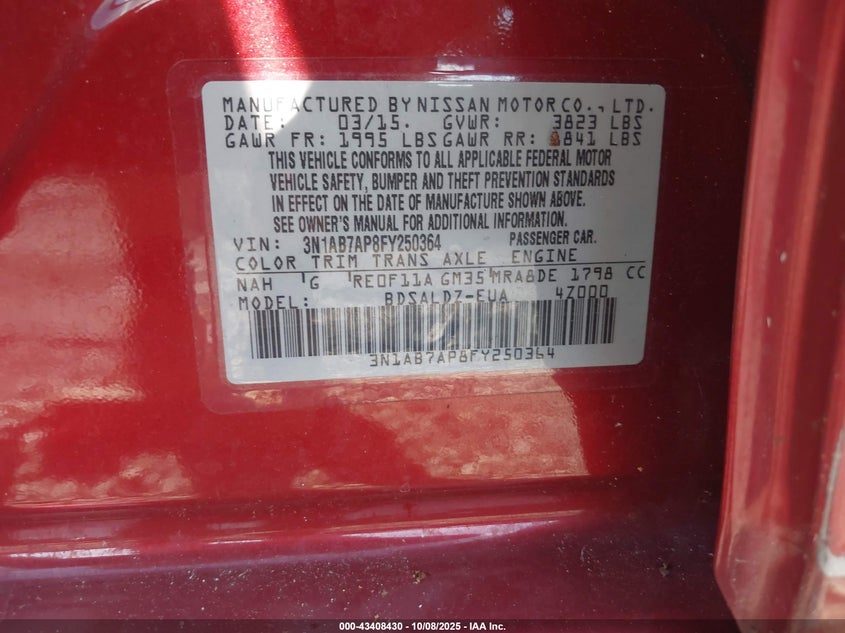 MANUFACTURED BY NISSAN MOTOR CO., LTD.
DATE: 03/15. GVWR: 3823 LBS
GAWR FR: 1995 LBS GAWR RR: 841 LBS
THIS VEHICLE CONFORMS TO ALL APPLICABLE FEDERAL MOTOR
VEHICLE SAFETY, BUMPER AND THEFT PREVENTION STANDARDS
IN EFFECT ON THE DATE OF MANUFACTURE SHOWN ABOVE.
SEE OWNER'S MANUAL FOR ADDITIONAL INFORMATION.
VIN: 3N1AB7AP8FY250364 PASSENGER CAR.
COLOR TRIM TRANS AXLE ENGINE
NAH G RE0F11A GM35 MRA8DE 1798 CC
MODEL: BDSALDZ-EUA 4Z000
3N1AB7AP8FY250364
000-43408430 - 10/08/2025 - IAA Inc.